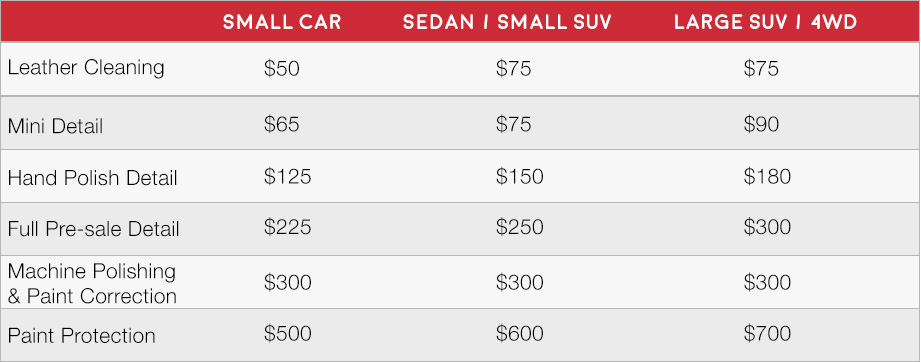 SMALL CAR SEDAN / SMALL SUV LARGE SUV / 4WD
Leather Cleaning $50 $75 $75
Mini Detail $65 $75 $90
Hand Polish Detail $125 $150 $180
Full Pre-sale Detail $225 $250 $300
Machine Polishing
& Paint Correction $300 $300 $300
Paint Protection $500 $600 $700